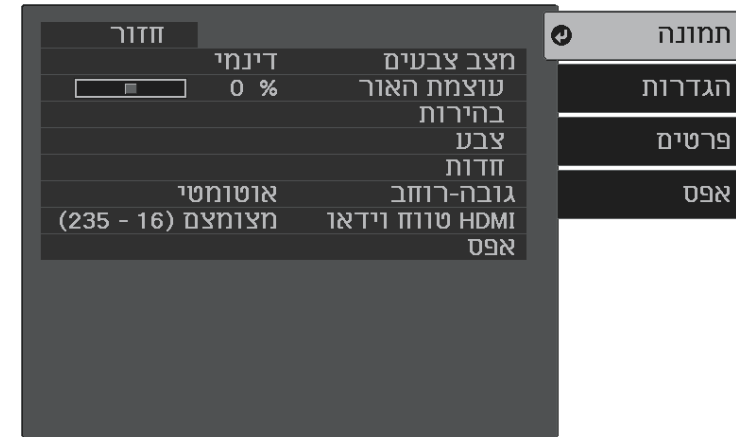 תמונה
הגדרות
פרטים
אפס
חזור
מצב צבעים דינמי
עוצמת האור 0 %
בהירות
צבע
חדות
גובה-רוחב אוטומטי
HDMI טווח וידאו מצומצם (16 - 235)
אפס